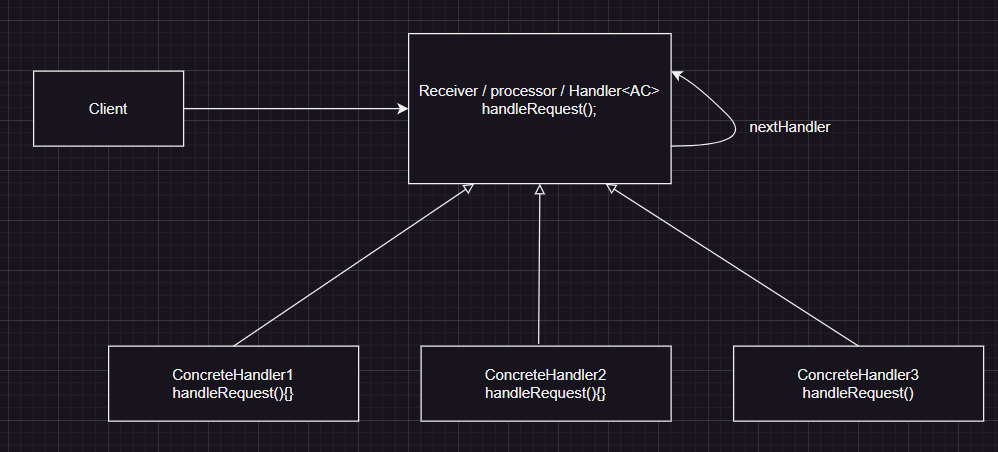 Client
Receiver / processor / Handler<AC>
handleRequest();
nextHandler
ConcreteHandler1
handleRequest(){}
ConcreteHandler2
handleRequest(){}
ConcreteHandler3
handleRequest()